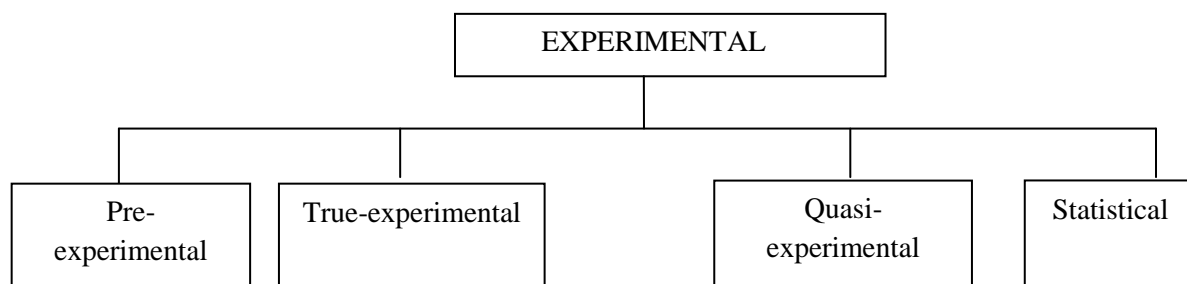 EXPERIMENTAL
Pre-
experimental
True-experimental
Quasi-
experimental
Statistical